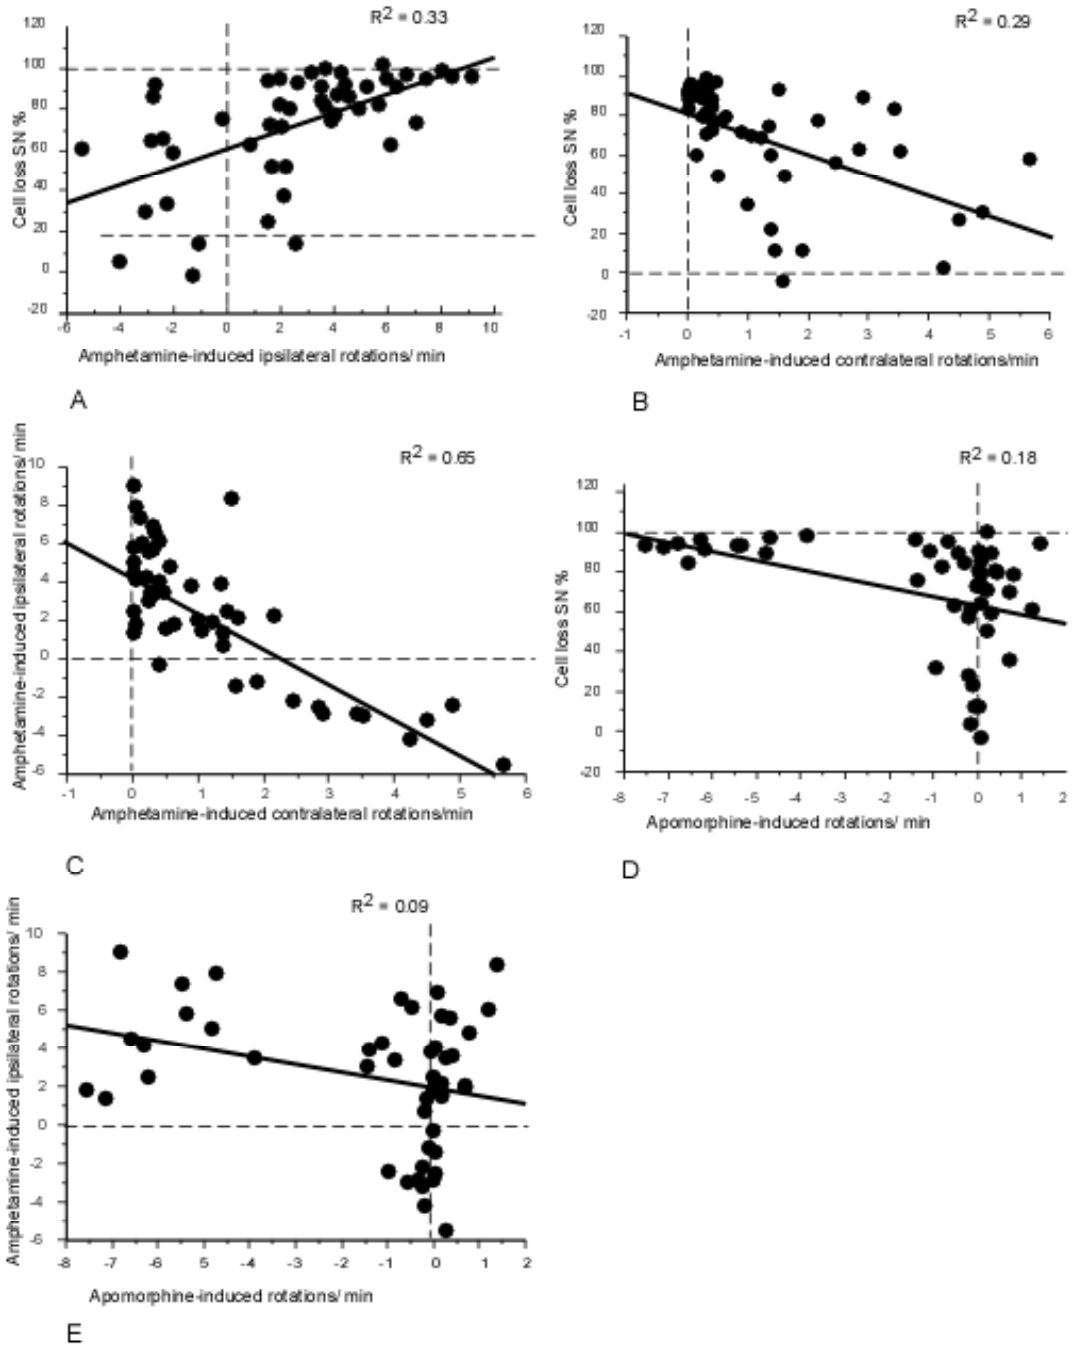 R2 = 0.33
120
100
80
60
40
20
0
-20
Cell loss SN %
-6 -4 -2 0 2 4 6 8 10
Amphetamine-induced ipsilateral rotations/ min
A
R2 = 0.29
120
100
80
60
40
20
0
-20
Cell loss SN %
-1 0 1 2 3 4 5 6
Amphetamine-induced contralateral rotations/min
B
R2 = 0.65
10
8
6
4
2
0
-2
-4
-6
Amphetamine-induced ipsilateral rotations/ min
-1 0 1 2 3 4 5 6
Amphetamine-induced contralateral rotations/min
C
R2 = 0.18
120
100
80
60
40
20
0
-20
Cell loss SN %
-8 -7 -6 -5 -4 -3 -2 -1 0 1 2
Apomorphine-induced rotations/ min
D
R2 = 0.09
10
8
6
4
2
0
-2
-4
-6
Amphetamine-induced ipsilateral rotations/ min
-8 -7 -6 -5 -4 -3 -2 -1 0 1 2
Apomorphine-induced rotations/ min
E